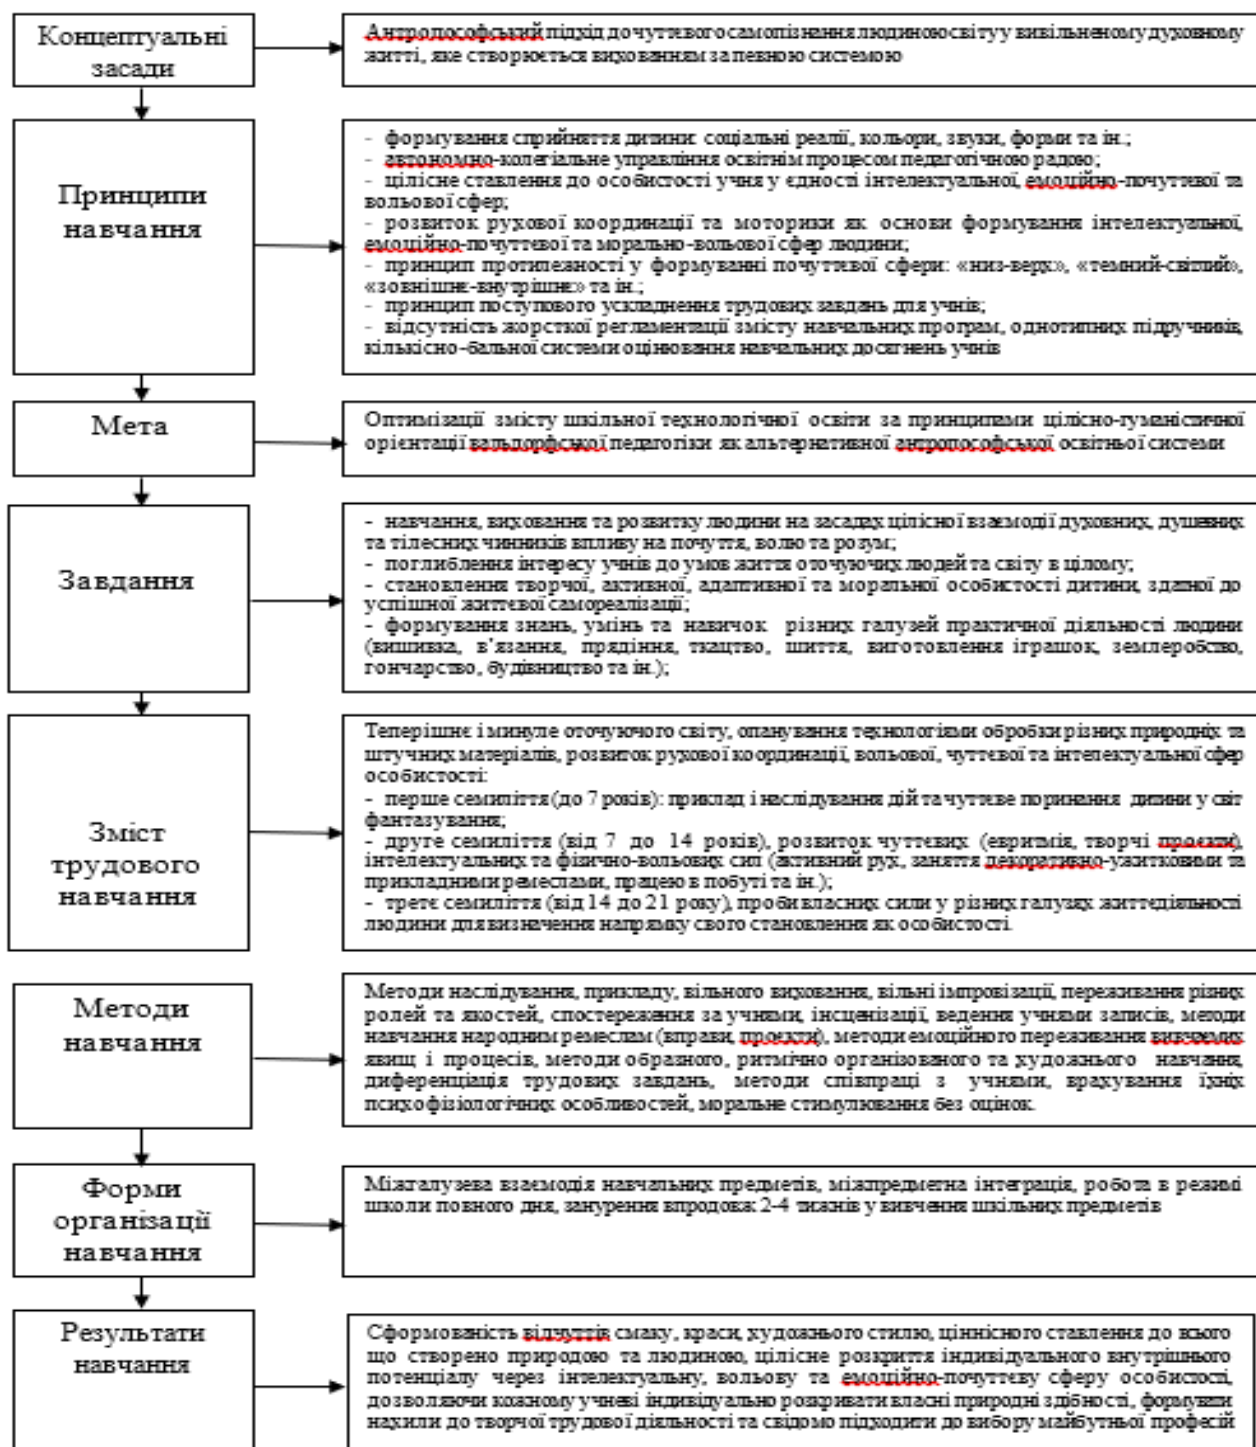 Концептуальні
засади
Антропософський підхід до чуттєвого самопізнання людиною світу у вивільненому духовному
житті, яке створюється вихованням за певною системою
Принципи
навчання
- формування сприйняття дитини: соціальні реалії, кольори, звуки, форми та ін.;
- автономно-колегіальне управління освітнім процесом педагогічною радою;
- цілісне ставлення до особистості учня у єдності інтелектуальної, емоційно-почуттєвої та
вольової сфер;
- розвиток рухової координації та моторики як основи формування інтелектуальної,
емоційно-почуттєвої та морально-вольової сфер людини;
- принцип протилежності у формуванні почуттєвої сфери: «низ-верх», «темний-світлий»,
«зовнішнє-внутрішнє» та ін.;
- принцип поступового ускладнення трудових завдань для учнів;
- відсутність жорсткої регламентації змісту навчальних програм, однотипних підручників,
кількісно-бальної системи оцінювання навчальних досягнень учнів
Мета
Оптимізації змісту шкільної технологічної освіти за принципами цілісно-гуманістичної
орієнтації вальдорфської педагогіки як альтернативної антропософської освітньої системи
Завдання
- навчання, виховання та розвитку людини на засадах цілісної взаємодії духовних, душевних
та тілесних чинників впливу на почуття, волю та розум;
- поглиблення інтересу учнів до умов життя оточуючих людей та світу в цілому;
- становлення творчої, активної, адаптивної та моральної особистості дитини, здатної до
успішної життєвої самореалізації;
- формування знань, умінь та навичок різних галузей практичної діяльності людини
(вишивка, в’язання, прядіння, ткацтво, шиття, виготовлення іграшок, землеробство,
гончарство, будівництво та ін.);
Зміст
трудового
навчання
Теперішнє і минуле оточуючого світу, опанування технологіями обробки різних природніх та
штучних матеріалів, розвиток рухової координації, вольової, чуттєвої та інтелектуальної сфер
особистості:
- перше семиліття (до 7 років): приклад і наслідування дій та чуттєве поринання дитини у світ
фантазування;
- друге семиліття (від 7 до 14 років), розвиток чуттєвих (евритмія, творчі проєкти),
інтелектуальних та фізично-вольових сил (активний рух, заняття декоративно-ужитковими та
прикладними ремеслами, працею в побуті та ін.);
- третє семиліття (від 14 до 21 року), проби власних сили у різних галузях життєдіяльності
людини для визначення напрямку свого становлення як особистості.
Методи
навчання
Методи наслідування, прикладу, вільного виховання, вільні імпровізації, переживання різних
ролей та якостей, спостереження за учнями, інсценізації, ведення учнями записів, методи
навчання народним ремеслам (вправи, проєкти), методи емоційного переживання вивчаємих
явищ і процесів, методи образного, ритмічно організованого та художнього навчання,
диференціація трудових завдань, методи співпраці з учнями, врахування їхніх
психофізіологічних особливостей, моральне стимулювання без оцінок.
Форми
організації
навчання
Міжгалузева взаємодія навчальних предметів, міжпредметна інтеграція, робота в режимі
школи повного дня, занурення впродовж 2-4 тижнів у вивчення шкільних предметів
Результати
навчання
Сформованість відчуттів смаку, краси, художнього стилю, ціннісного ставлення до всього
що створено природою та людиною, цілісне розкриття індивідуального внутрішнього
потенціалу через інтелектуальну, вольову та емоційно-почуттєву сферу особистості,
дозволяючи кожному учневі індивідуально розкривати власні природні здібності, формувати
нахили до творчої трудової діяльності та свідомо підходити до вибору майбутньої професій